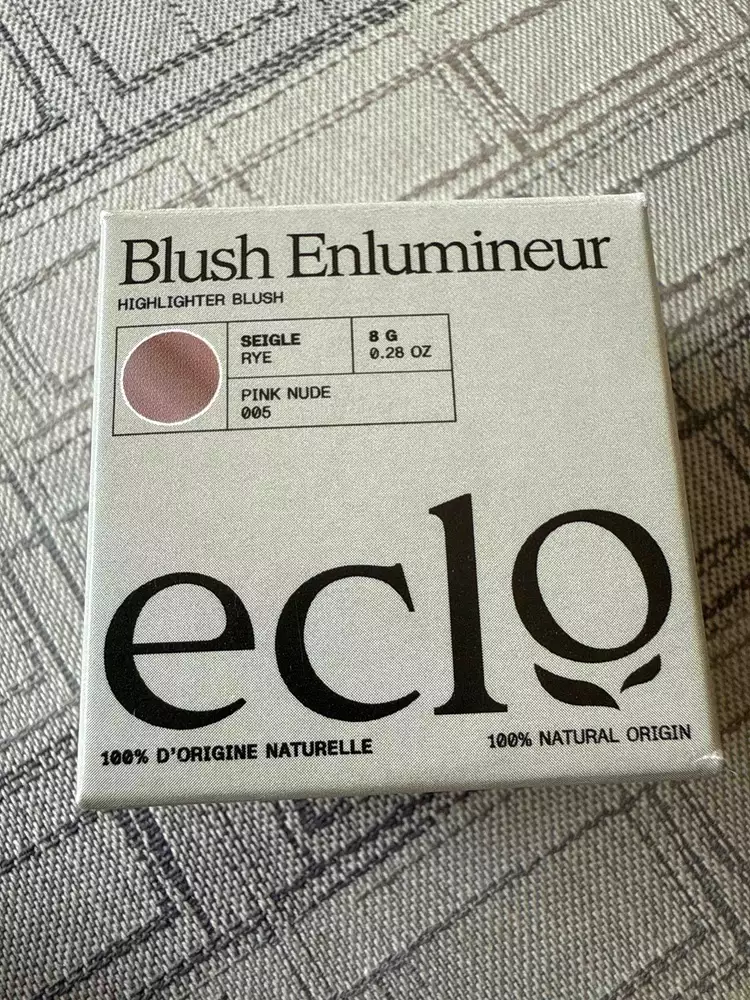 Blush Enlumineur
HIGHLIGHTER BLUSH
SEIGLE
RYE
8 G
0.28 OZ
PINK NUDE
005
eclo
100% D'ORIGINE NATURELLE
100% NATURAL ORIGIN